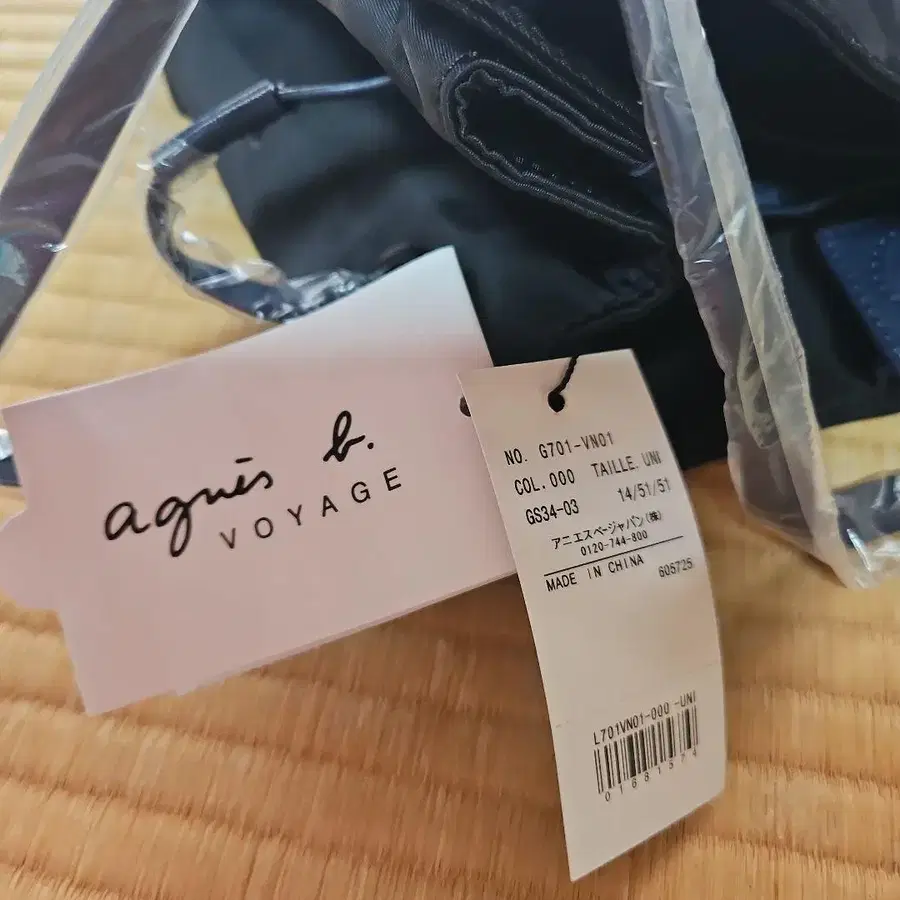 agnès b.
VOYAGE
NO. G701-VN01
COL.000 TAILLE.UNI
GS34-03 14/51/51
アニエスベージャパン(株)
0120-744-800
MADE IN CHINA 605725
L701VN01-000 -UNI
01681574